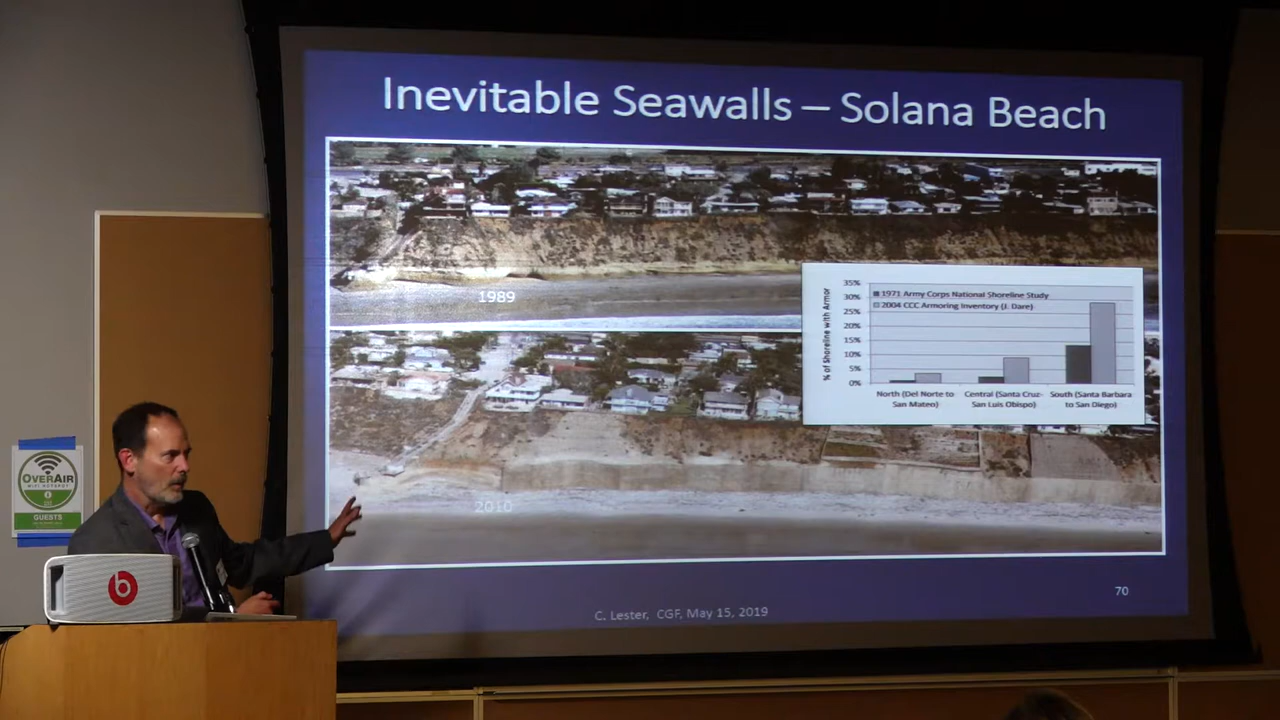 Inevitable Seawalls – Solana Beach
1989
35%
30%
25%
20%
15%
10%
5%
0%
% of Shoreline with Armor
1971 Army Corps National Shoreline Study
2004 CCC Armoring Inventory (J. Dare)
North (Del Norte to
San Mateo)
Central (Santa Cruz-
San Luis Obispo)
South (Santa Barbara
to San Diego)
2010
70
C. Lester, CGF, May 15, 2019
OVERAIR
WIFI HOTSPOT
GUESTS
b